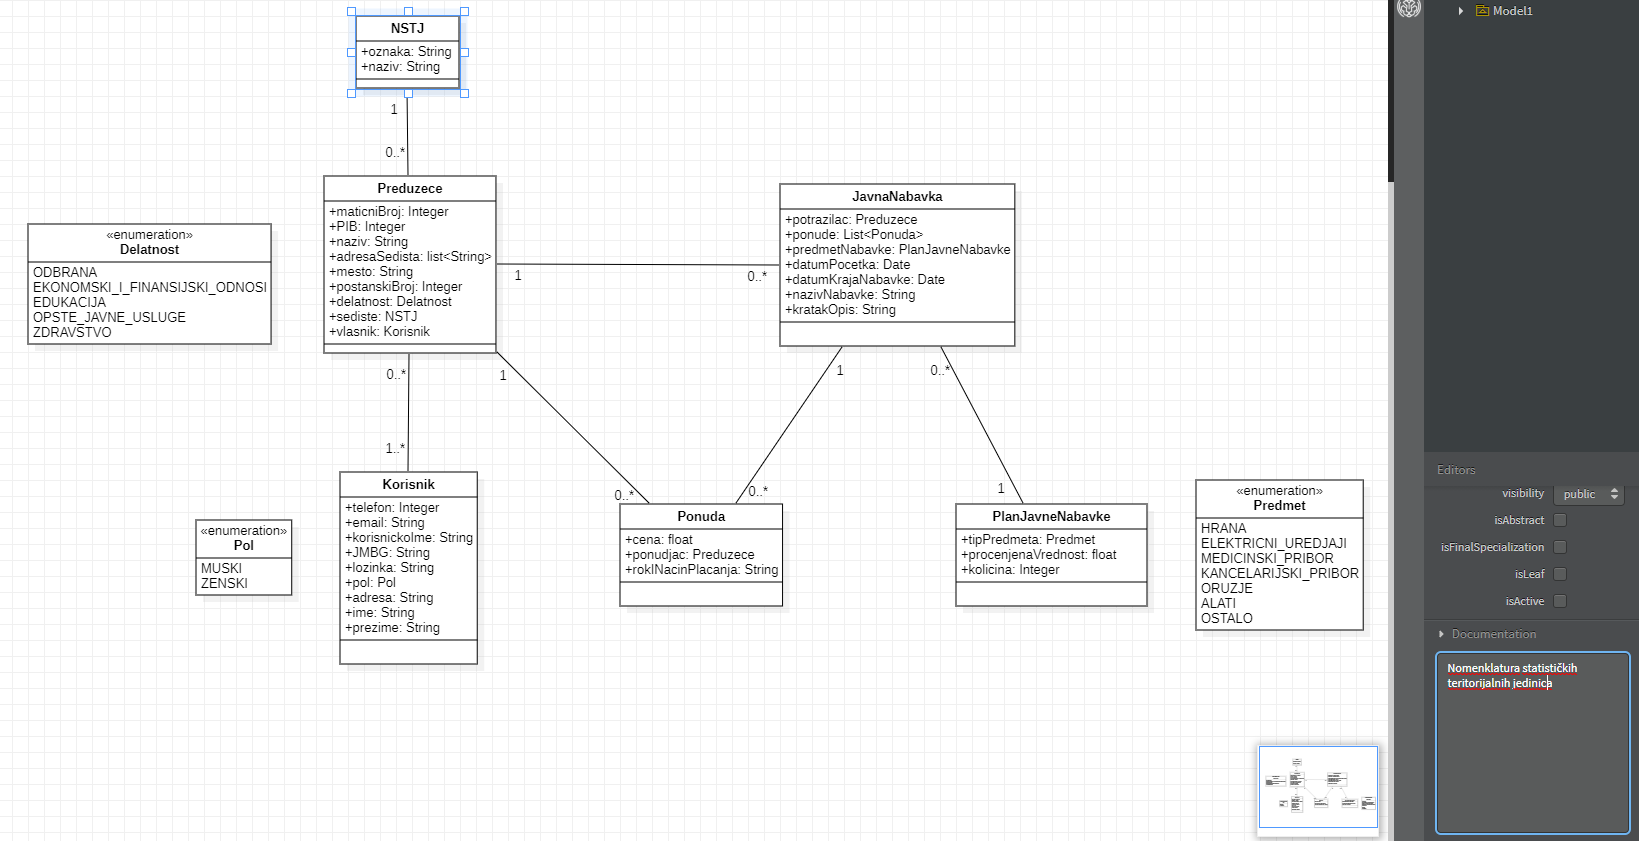 NSTJ
+oznaka: String
+naziv: String
1
0..*
Preduzece
+maticniBroj: Integer
+PIB: Integer
+naziv: String
+adresaSedista: list<String>
+mesto: String
+postanskiBroj: Integer
+delatnost: Delatnost
+sediste: NSTJ
+vlasnik: Korisnik
«enumeration»
Delatnost
ODBRANA
EKONOMSKI_I_FINANSIJSKI_ODNOSI
EDUKACIJA
OPSTE_JAVNE_USLUGE
ZDRAVSTVO
1
0..*
JavnaNabavka
+potrazilac: Preduzece
+ponude: List<Ponuda>
+predmetNabavke: PlanJavneNabavke
+datumPocetka: Date
+datumKrajaNabavke: Date
+nazivNabavke: String
+kratakOpis: String
0..*
1
1
0..*
1..*
0..*
0..*
1
Korisnik
+telefon: Integer
+email: String
+korisnickoIme: String
+JMBG: String
+lozinka: String
+pol: Pol
+adresa: String
+ime: String
+prezime: String
«enumeration»
Pol
MUSKI
ZENSKI
Ponuda
+cena: float
+ponudjac: Preduzece
+rokINacinPlacanja: String
PlanJavneNabavke
+tipPredmeta: Predmet
+procenjenaVrednost: float
+kolicina: Integer
«enumeration»
Predmet
HRANA
ELEKTRICNI_UREDJAJI
MEDICINSKI_PRIBOR
KANCELARIJSKI_PRIBOR
ORUZJE
ALATI
OSTALO
Model1
Editors
visibility public
isAbstract
isFinalSpecialization
isLeaf
isActive
Documentation
Nomenklatura statističkih
teritorijalnih jedinica